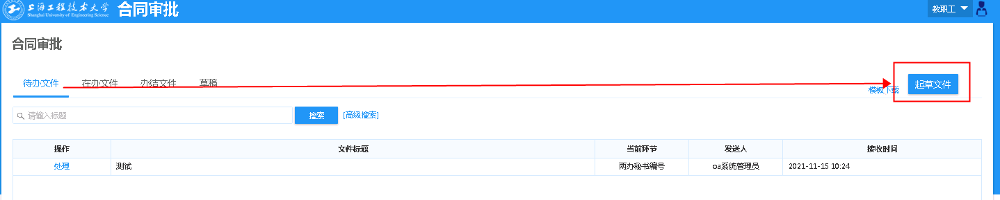 上海工程技术大学
Shanghai University of Engineering Science
合同审批
教职工
合同审批
待办文件 在办文件 办结文件 草稿
模板下载 起草文件
请输入标题 搜索 [高级搜索]
操作 文件标题 当前环节 发送人 接收时间
处理 测试 两办秘书编号 oa系统管理员 2021-11-15 10:24